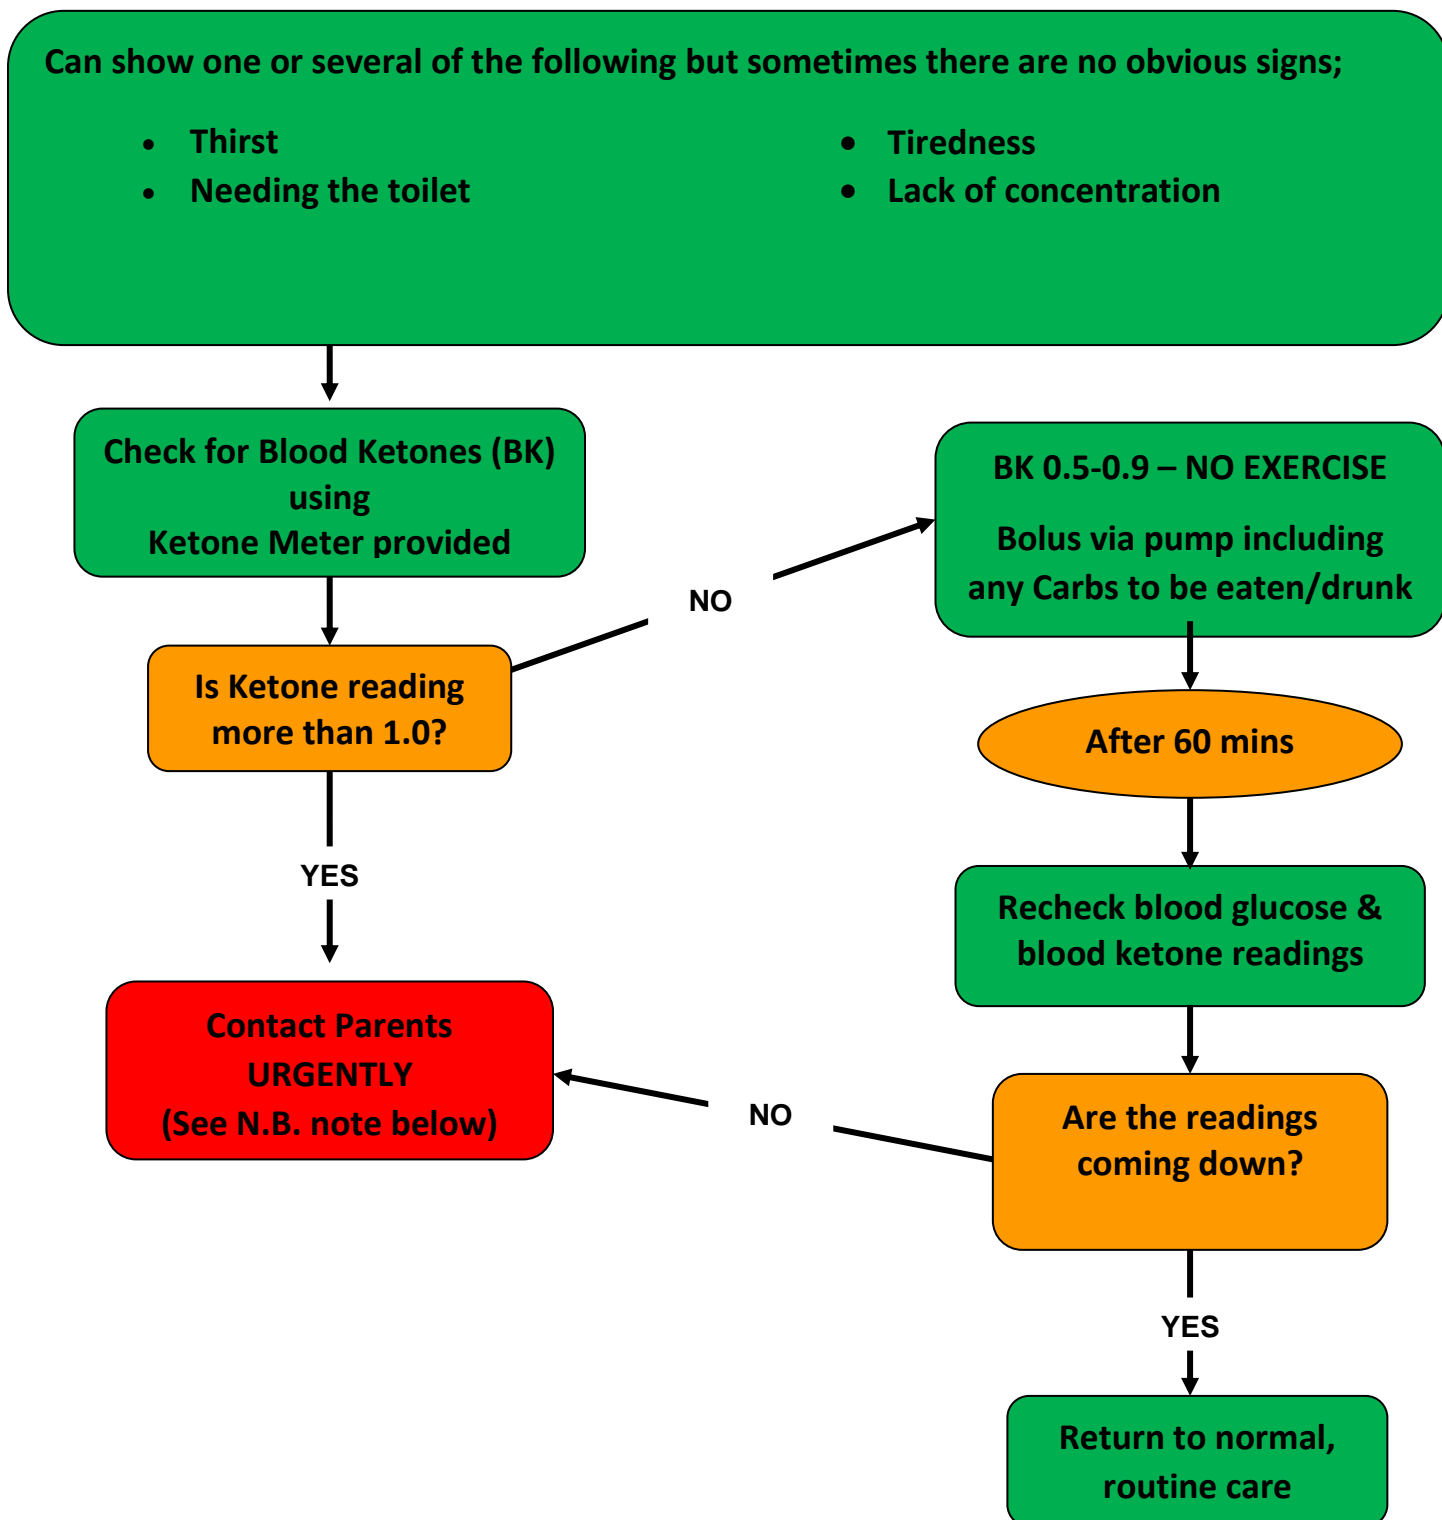 Can show one or several of the following but sometimes there are no obvious signs;
• Thirst
• Needing the toilet
• Tiredness
• Lack of concentration
Check for Blood Ketones (BK)
using
Ketone Meter provided
Is Ketone reading
more than 1.0?
YES
Contact Parents
URGENTLY
(See N.B. note below)
NO
BK 0.5-0.9 – NO EXERCISE
Bolus via pump including
any Carbs to be eaten/drunk
After 60 mins
Recheck blood glucose &
blood ketone readings
Are the readings
coming down?
NO
YES
Return to normal,
routine care